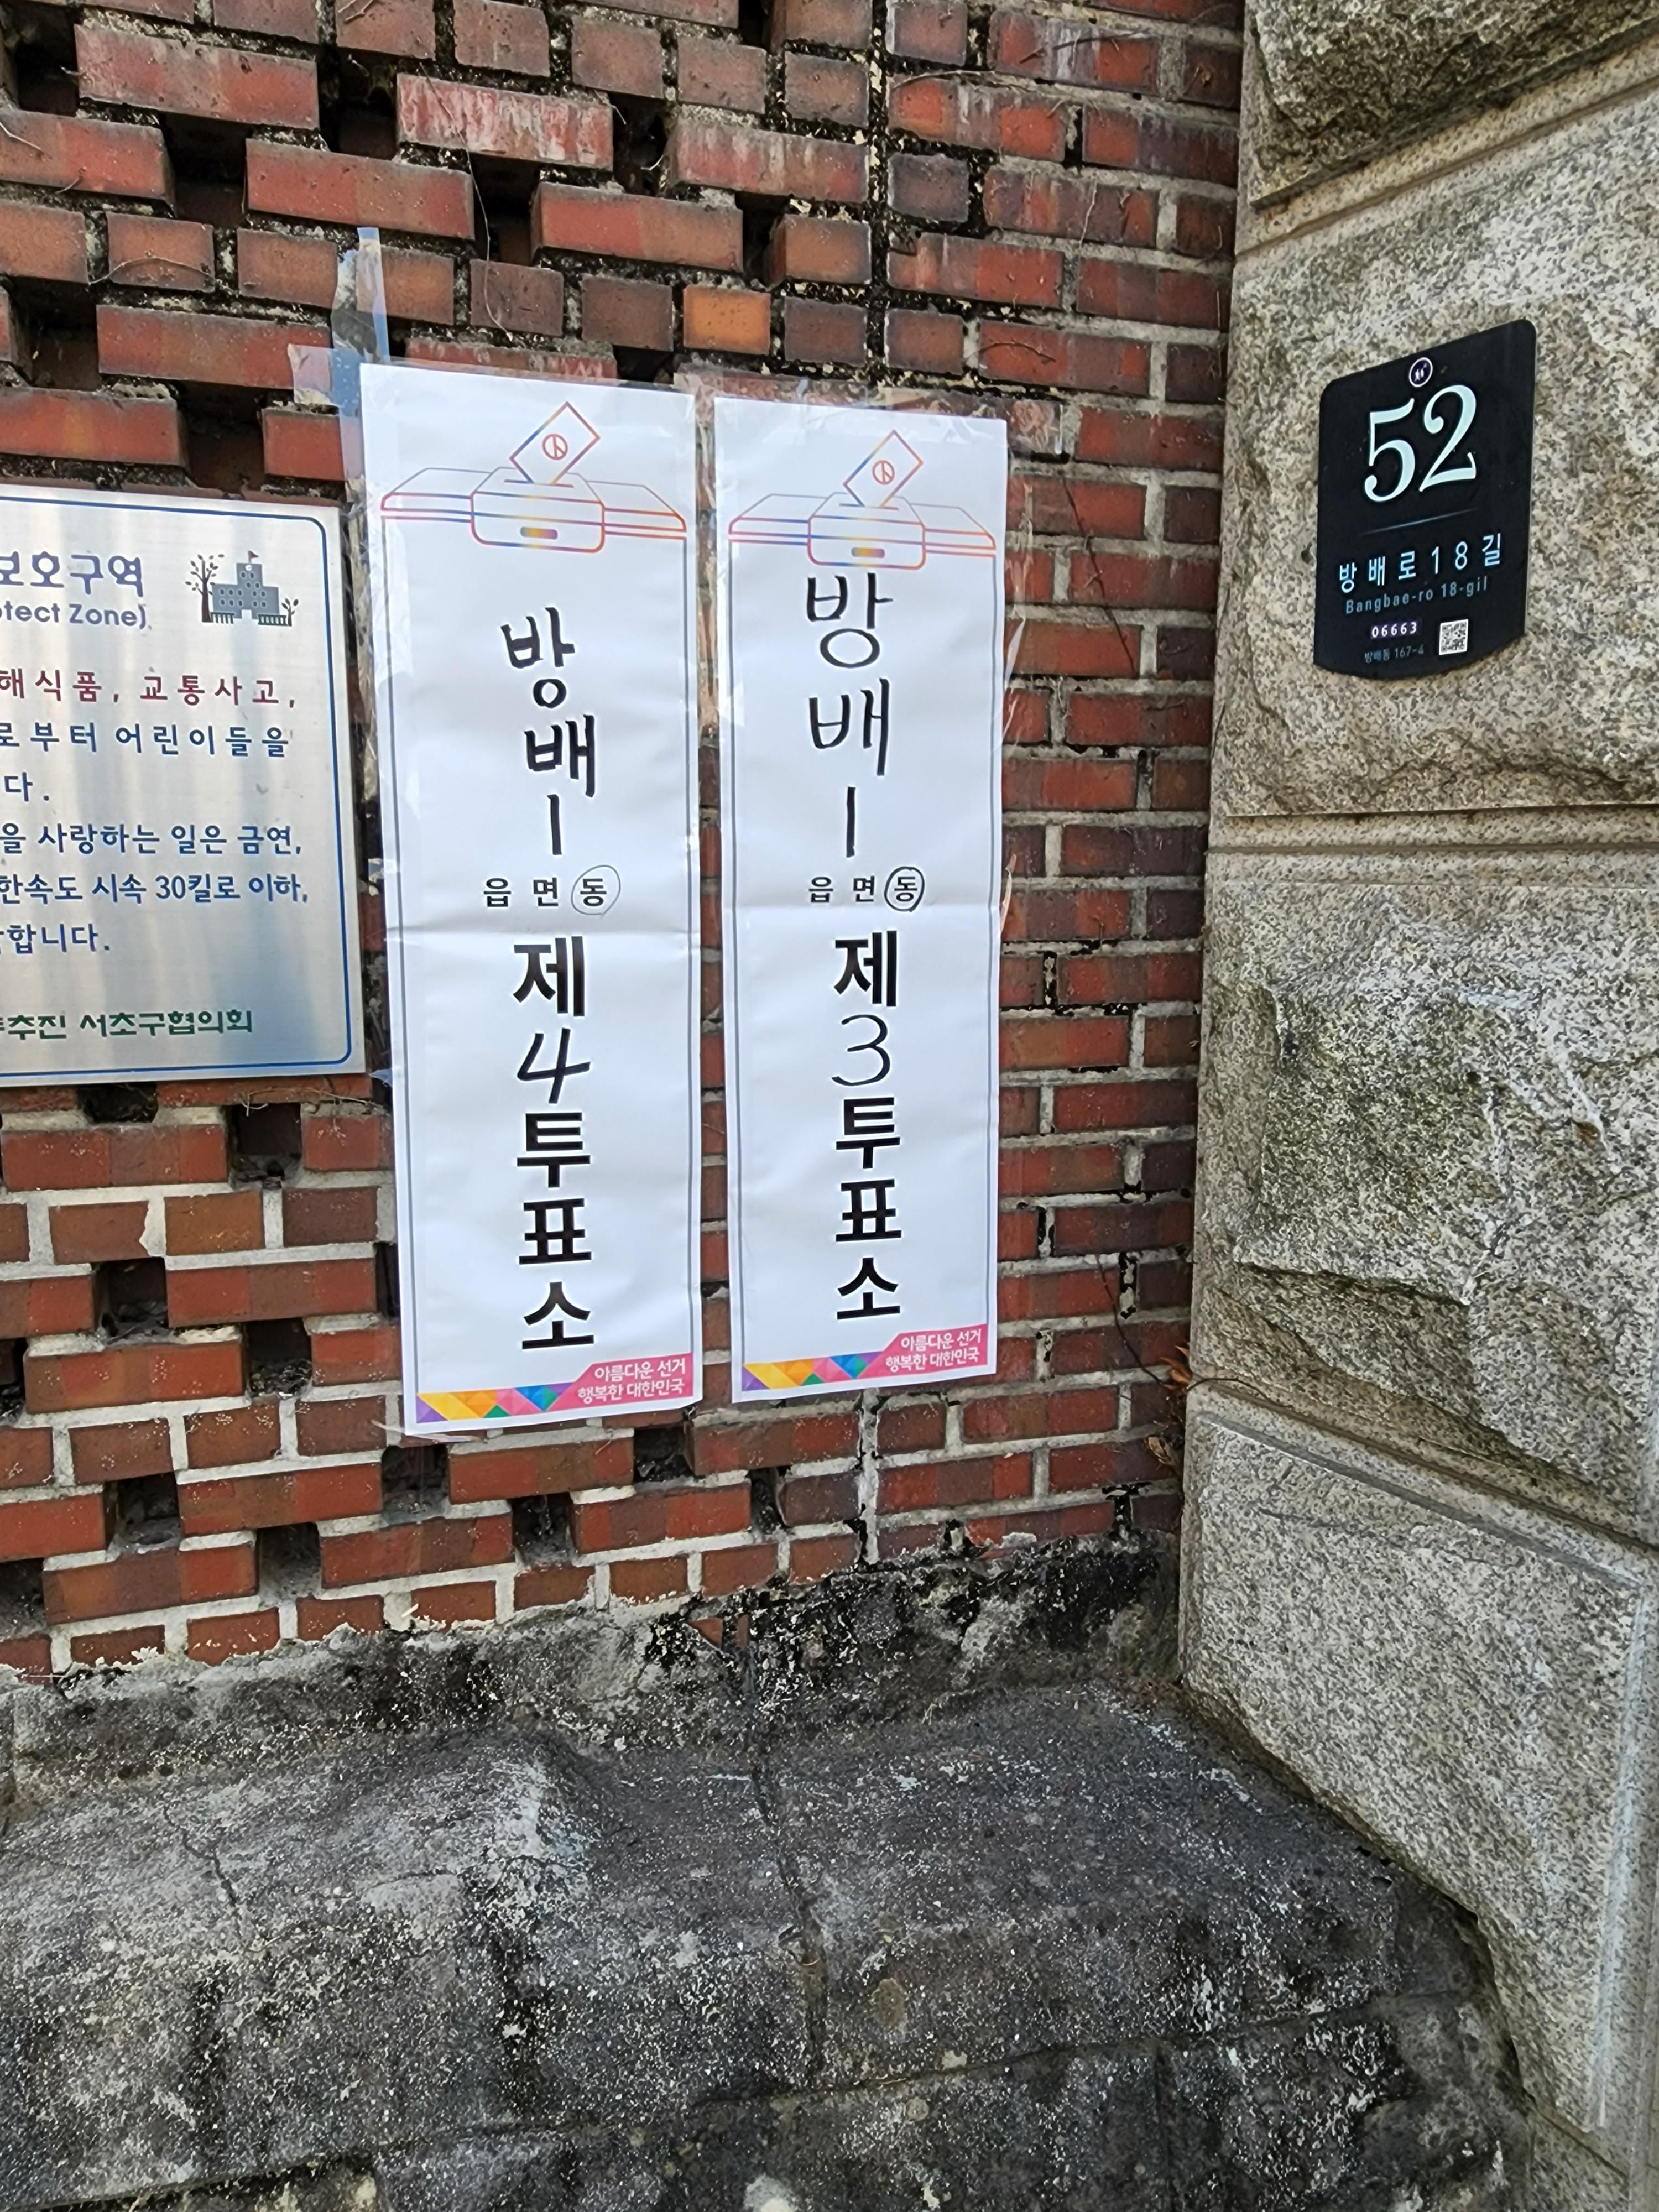 보호구역
otect Zone)
해식품, 교통사고,
로부터 어린이들을
다.
을 사랑하는 일은 금연,
한속도 시속 30킬로 이하,
합니다.
추진 서초구협의회
방
배
1
읍 면 동
제
4
투
표
소
아름다운 선거
행복한 대한민국
방
배
1
읍 면 동
제
3
투
표
소
아름다운 선거
행복한 대한민국
52
방배로18길
Bangbae-ro 18-gil
06663
방배동 167-4